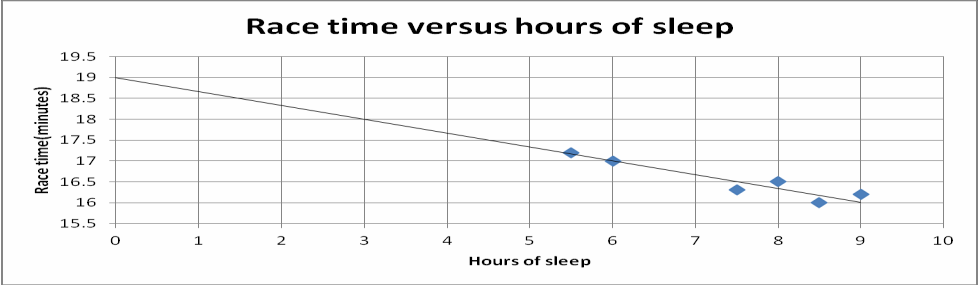 Race time versus hours of sleep
19.5
19
18.5
18
17.5
17
16.5
16
15.5
Race time(minutes)
0 1 2 3 4 5 6 7 8 9 10
Hours of sleep